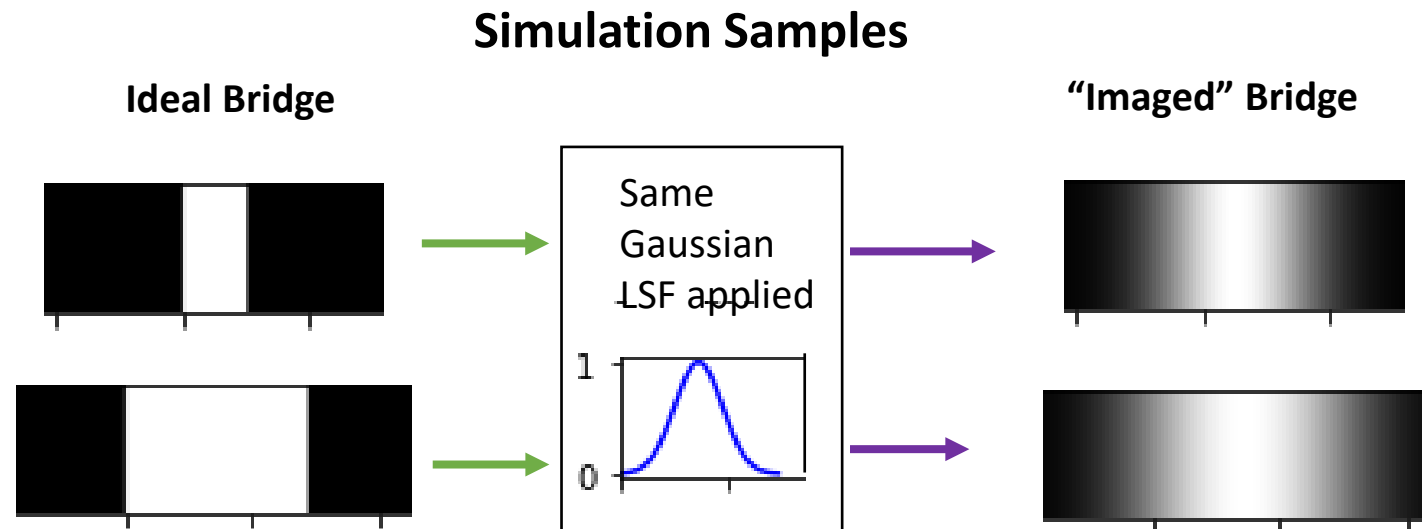 Simulation Samples
Ideal Bridge
“Imaged” Bridge
Same
Gaussian
LSF applied
1
0